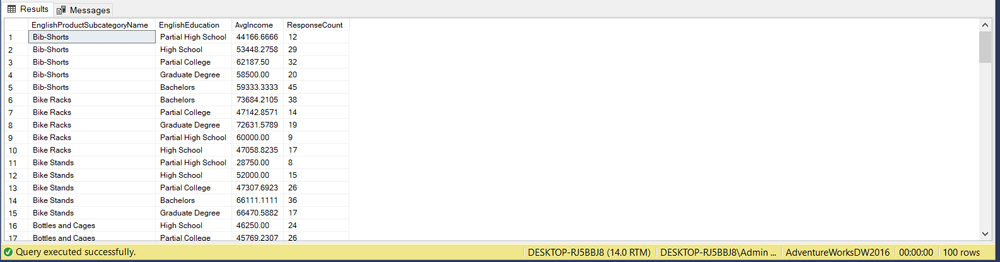 Results Messages
EnglishProductSubcategoryName EnglishEducation AvgIncome ResponseCount
1 Bib-Shorts Partial High School 44166.6666 12
2 Bib-Shorts High School 53448.2758 29
3 Bib-Shorts Partial College 62187.50 32
4 Bib-Shorts Graduate Degree 58500.00 20
5 Bib-Shorts Bachelors 59333.3333 45
6 Bike Racks Bachelors 73684.2105 38
7 Bike Racks Partial College 47142.8571 14
8 Bike Racks Graduate Degree 72631.5789 19
9 Bike Racks Partial High School 60000.00 9
10 Bike Racks High School 47058.8235 17
11 Bike Stands Partial High School 28750.00 8
12 Bike Stands High School 52000.00 15
13 Bike Stands Partial College 47307.6923 26
14 Bike Stands Bachelors 66111.1111 36
15 Bike Stands Graduate Degree 66470.5882 17
16 Bottles and Cages High School 46250.00 24
17 Bottles and Cages Partial College 45769.2307 26
Query executed successfully. DESKTOP-RJ5BBJ8 (14.0 RTM) DESKTOP-RJ5BBJ8\Admin ... AdventureWorksDW2016 00:00:00 100 rows